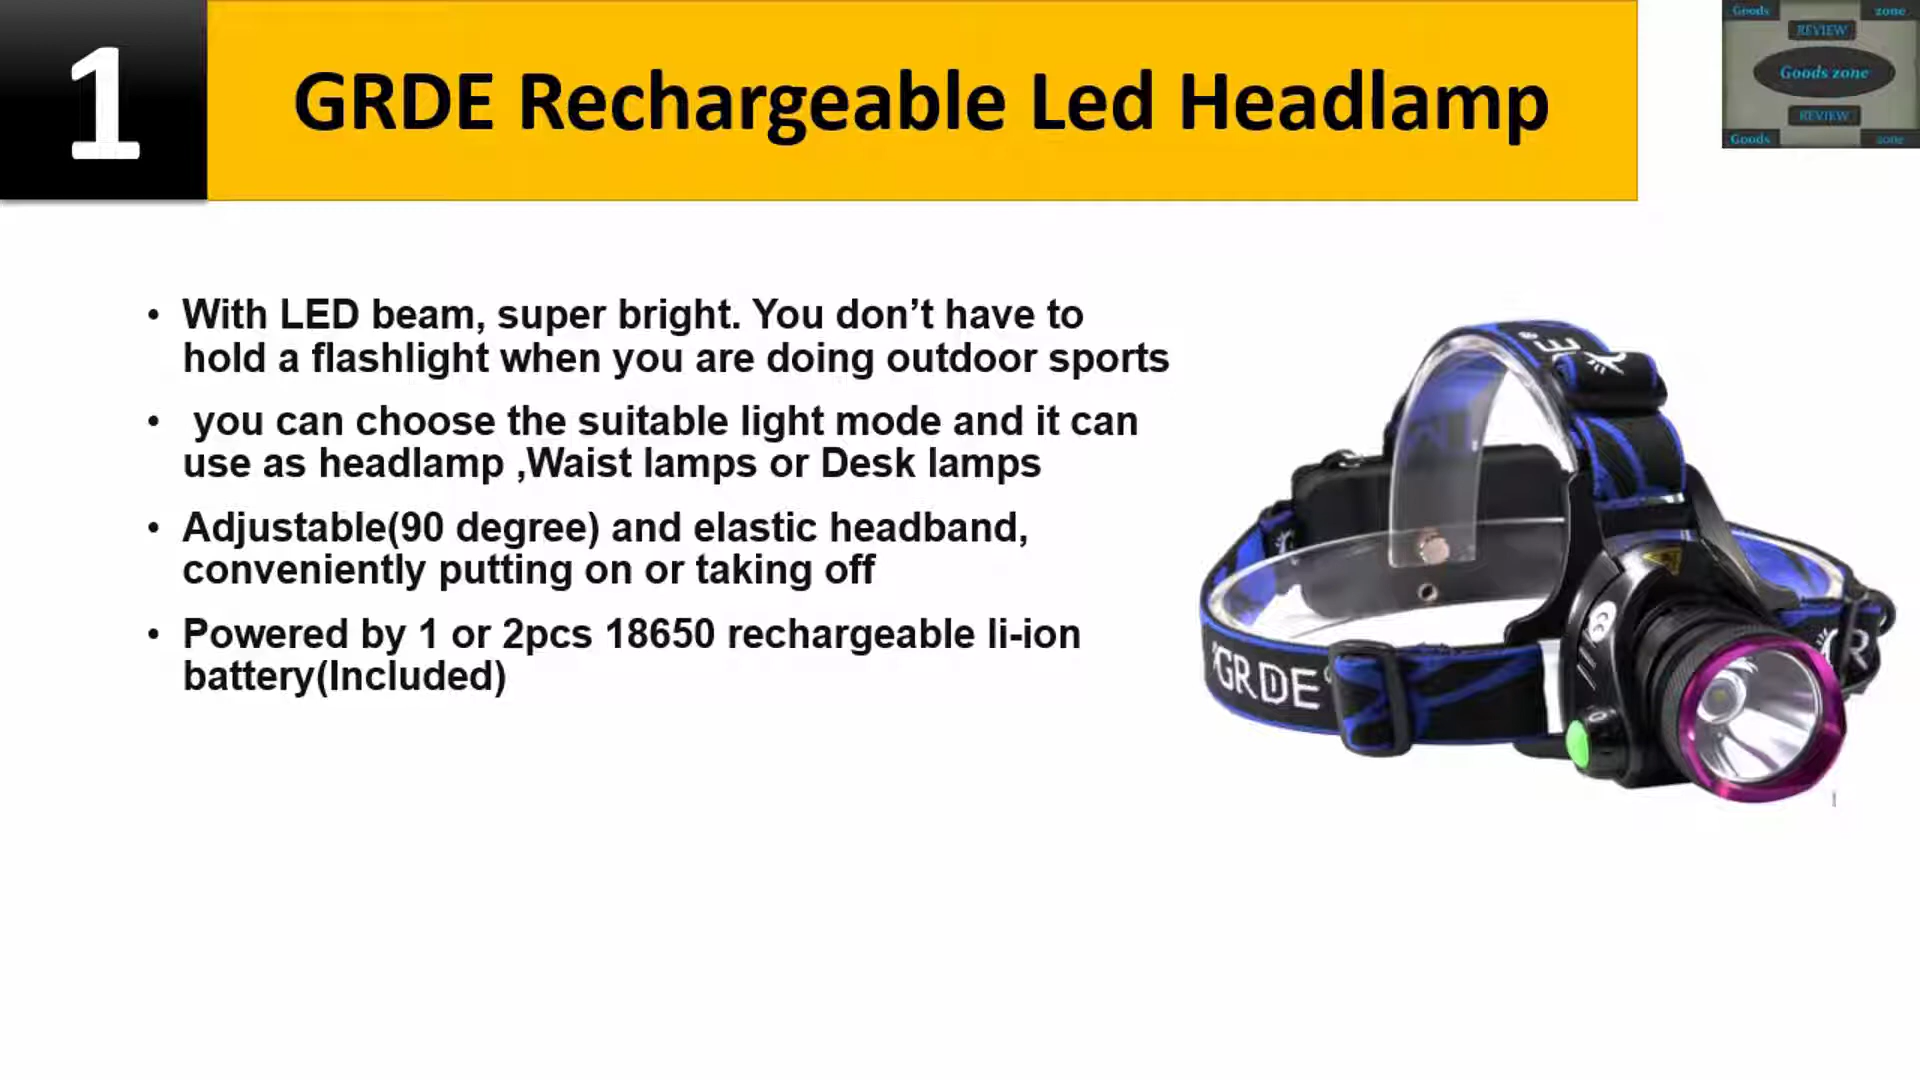 1
GRDE Rechargeable Led Headlamp
Goods zone
REVIEW
Goods zone
REVIEW
Goods zone
• With LED beam, super bright. You don’t have to
hold a flashlight when you are doing outdoor sports
• you can choose the suitable light mode and it can
use as headlamp ,Waist lamps or Desk lamps
• Adjustable(90 degree) and elastic headband,
conveniently putting on or taking off
• Powered by 1 or 2pcs 18650 rechargeable li-ion
battery(Included)
GRDE